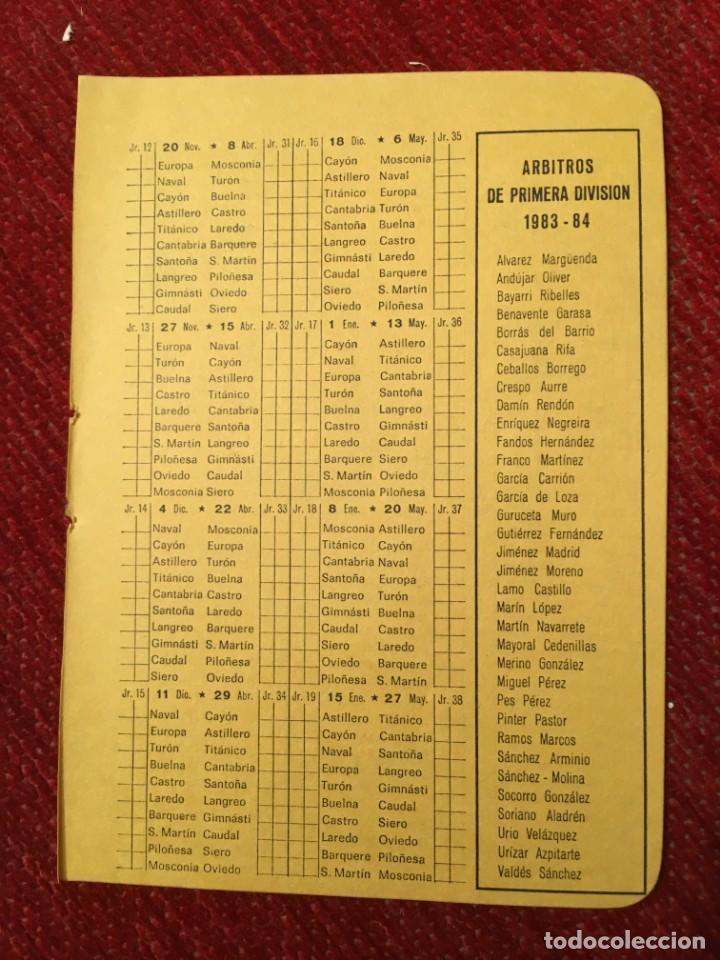 Jr. 12 20 Nov. ★ 8 Abr. Jr. 31
Europa Mosconia
Naval Turón
Cayón Buelna
Astillero Castro
Titánico Laredo
Cantabria Barquere
Santoña S. Martín
Langreo Piloñesa
Gimnásti Oviedo
Caudal Siero
Jr. 13 27 Nov. ★ 15 Abr. Jr. 32
Europa Naval
Turón Cayón
Buelna Astillero
Castro Titánico
Laredo Cantabria
Barquere Santoña
S. Martín Langreo
Piloñesa Gimnásti
Oviedo Caudal
Mosconia Siero
Jr. 14 4 Dic. ★ 22 Abr. Jr. 33
Naval Mosconia
Cayón Europa
Astillero Turón
Titánico Buelna
Cantabria Castro
Santoña Laredo
Langreo Barquere
Gimnásti S. Martín
Caudal Piloñesa
Siero Oviedo
Jr. 15 11 Dic. ★ 29 Abr. Jr. 34
Naval Cayón
Europa Astillero
Turón Titánico
Buelna Cantabria
Castro Santoña
Laredo Langreo
Barquere Gimnásti
S. Martín Caudal
Piloñesa Siero
Mosconia Oviedo
Jr. 16 18 Dic. ★ 6 May. Jr. 35
Cayón Mosconia
Astillero Naval
Titánico Europa
Cantabria Turón
Santoña Buelna
Langreo Castro
Gimnásti Laredo
Caudal Barquere
Siero S. Martín
Oviedo Piloñesa
Jr. 17 1 Ene. ★ 13 May. Jr. 36
Cayón Astillero
Naval Titánico
Europa Cantabria
Turón Santoña
Buelna Langreo
Castro Gimnásti
Laredo Caudal
Barquere Siero
S. Martín Oviedo
Mosconia Piloñesa
Jr. 18 8 Ene. ★ 20 May. Jr. 37
Mosconia Astillero
Titánico Cayón
Cantabria Naval
Santoña Europa
Langreo Turón
Gimnásti Buelna
Caudal Castro
Siero Laredo
Oviedo Barquere
Piloñesa S. Martín
Jr. 19 15 Ene. ★ 27 May. Jr. 38
Astillero Titánico
Cayón Cantabria
Naval Santoña
Europa Langreo
Turón Gimnásti
Buelna Caudal
Castro Siero
Laredo Oviedo
Barquere Piloñesa
S. Martín Mosconia
ARBITROS
DE PRIMERA DIVISION
1983 - 84
Alvarez Margüenda
Andújar Oliver
Bayarri Ribelles
Benavente Garasa
Borrás del Barrio
Casajuana Rifa
Ceballos Borrego
Crespo Aurre
Damín Rendón
Enríquez Negreira
Fandos Hernández
Franco Martínez
García Carrión
García de Loza
Guruceta Muro
Gutiérrez Fernández
Jiménez Madrid
Jiménez Moreno
Lamo Castillo
Marín López
Martín Navarrete
Mayoral Cedenillas
Merino González
Miguel Pérez
Pes Pérez
Pinter Pastor
Ramos Marcos
Sánchez Arminio
Sánchez - Molina
Socorro González
Soriano Aladrén
Urio Velázquez
Urízar Azpitarte
Valdés Sánchez
todocoleccion
todocoleccion.net